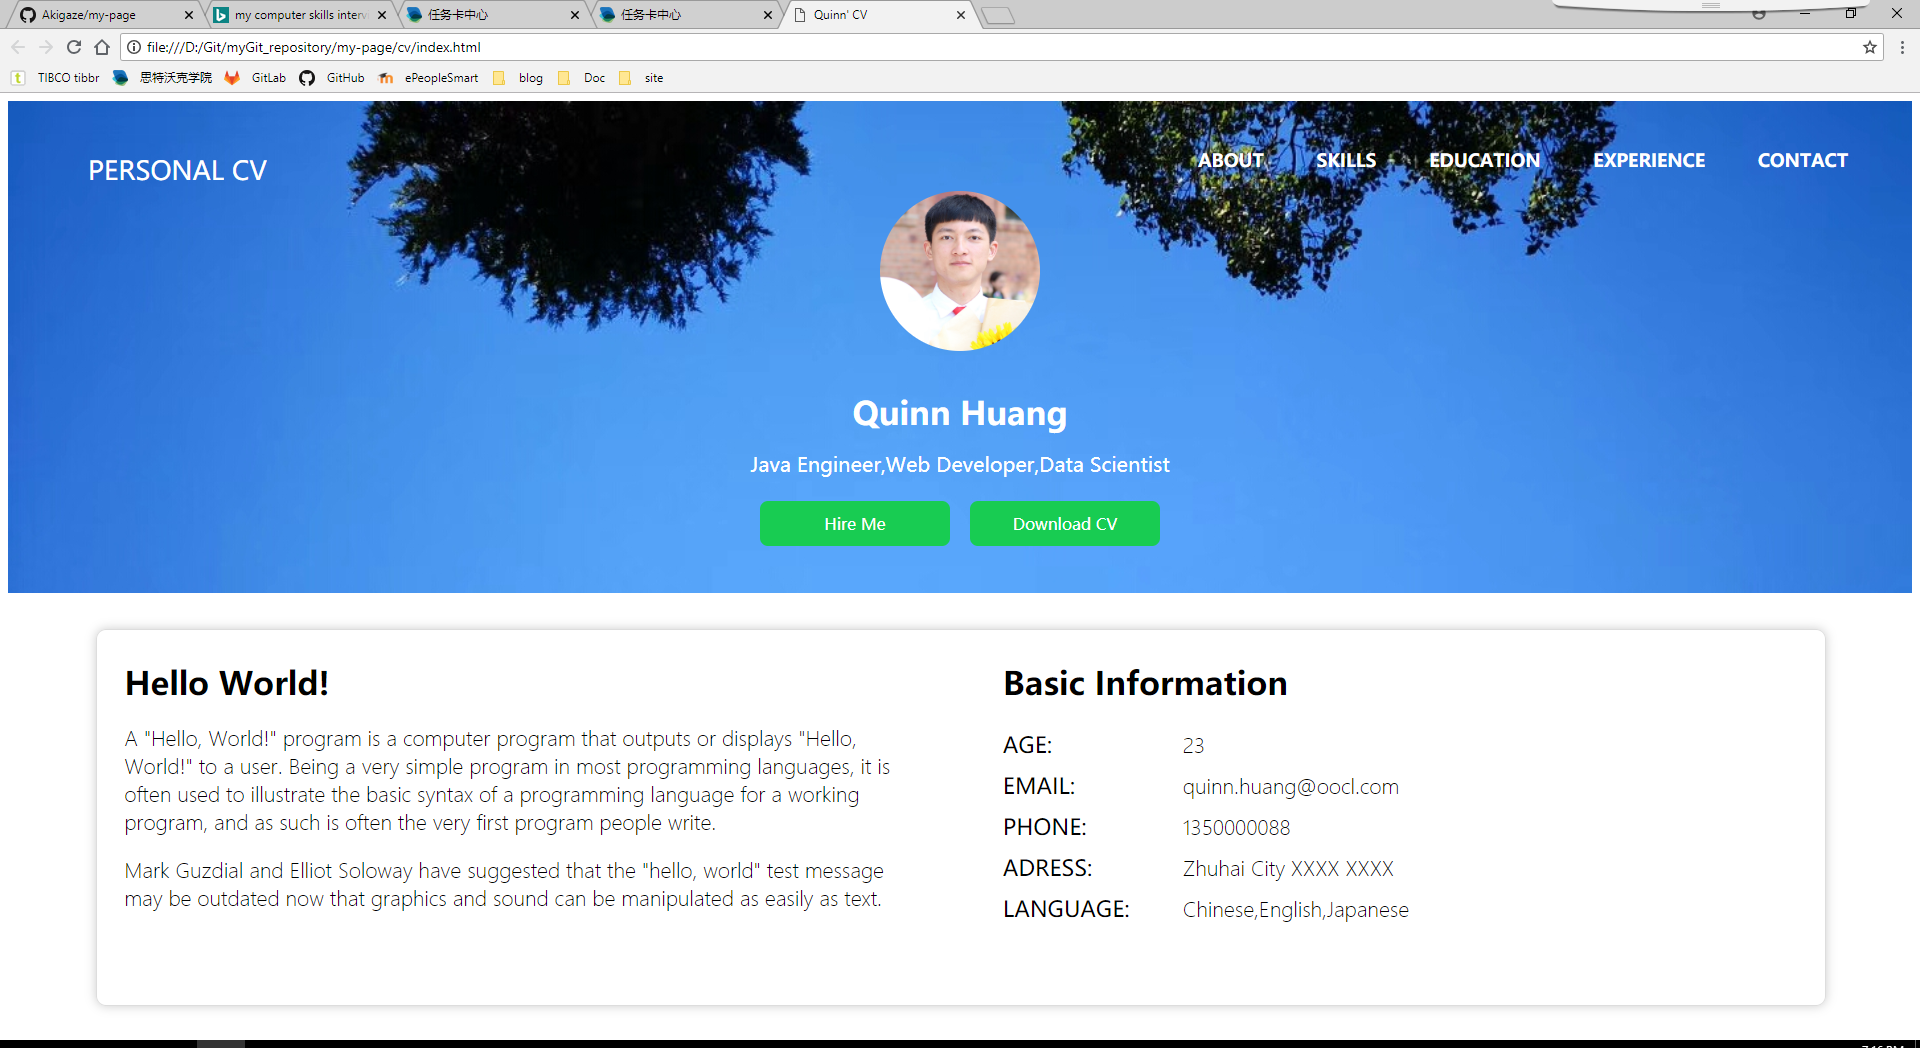 Akigaze/my-page
my computer skills interv
任务卡中心
任务卡中心
Quinn' CV
file:///D:/Git/myGit_repository/my-page/cv/index.html
TIBCO tibbr
思特沃克学院
GitLab
GitHub
ePeopleSmart
blog
Doc
site
PERSONAL CV
ABOUT
SKILLS
EDUCATION
EXPERIENCE
CONTACT
Quinn Huang
Java Engineer,Web Developer,Data Scientist
Hire Me
Download CV
Hello World!
A "Hello, World!" program is a computer program that outputs or displays "Hello,
World!" to a user. Being a very simple program in most programming languages, it is
often used to illustrate the basic syntax of a programming language for a working
program, and as such is often the very first program people write.
Mark Guzdial and Elliot Soloway have suggested that the "hello, world" test message
may be outdated now that graphics and sound can be manipulated as easily as text.
Basic Information
AGE: 23
EMAIL: quinn.huang@oocl.com
PHONE: 1350000088
ADRESS: Zhuhai City XXXX XXXX
LANGUAGE: Chinese,English,Japanese